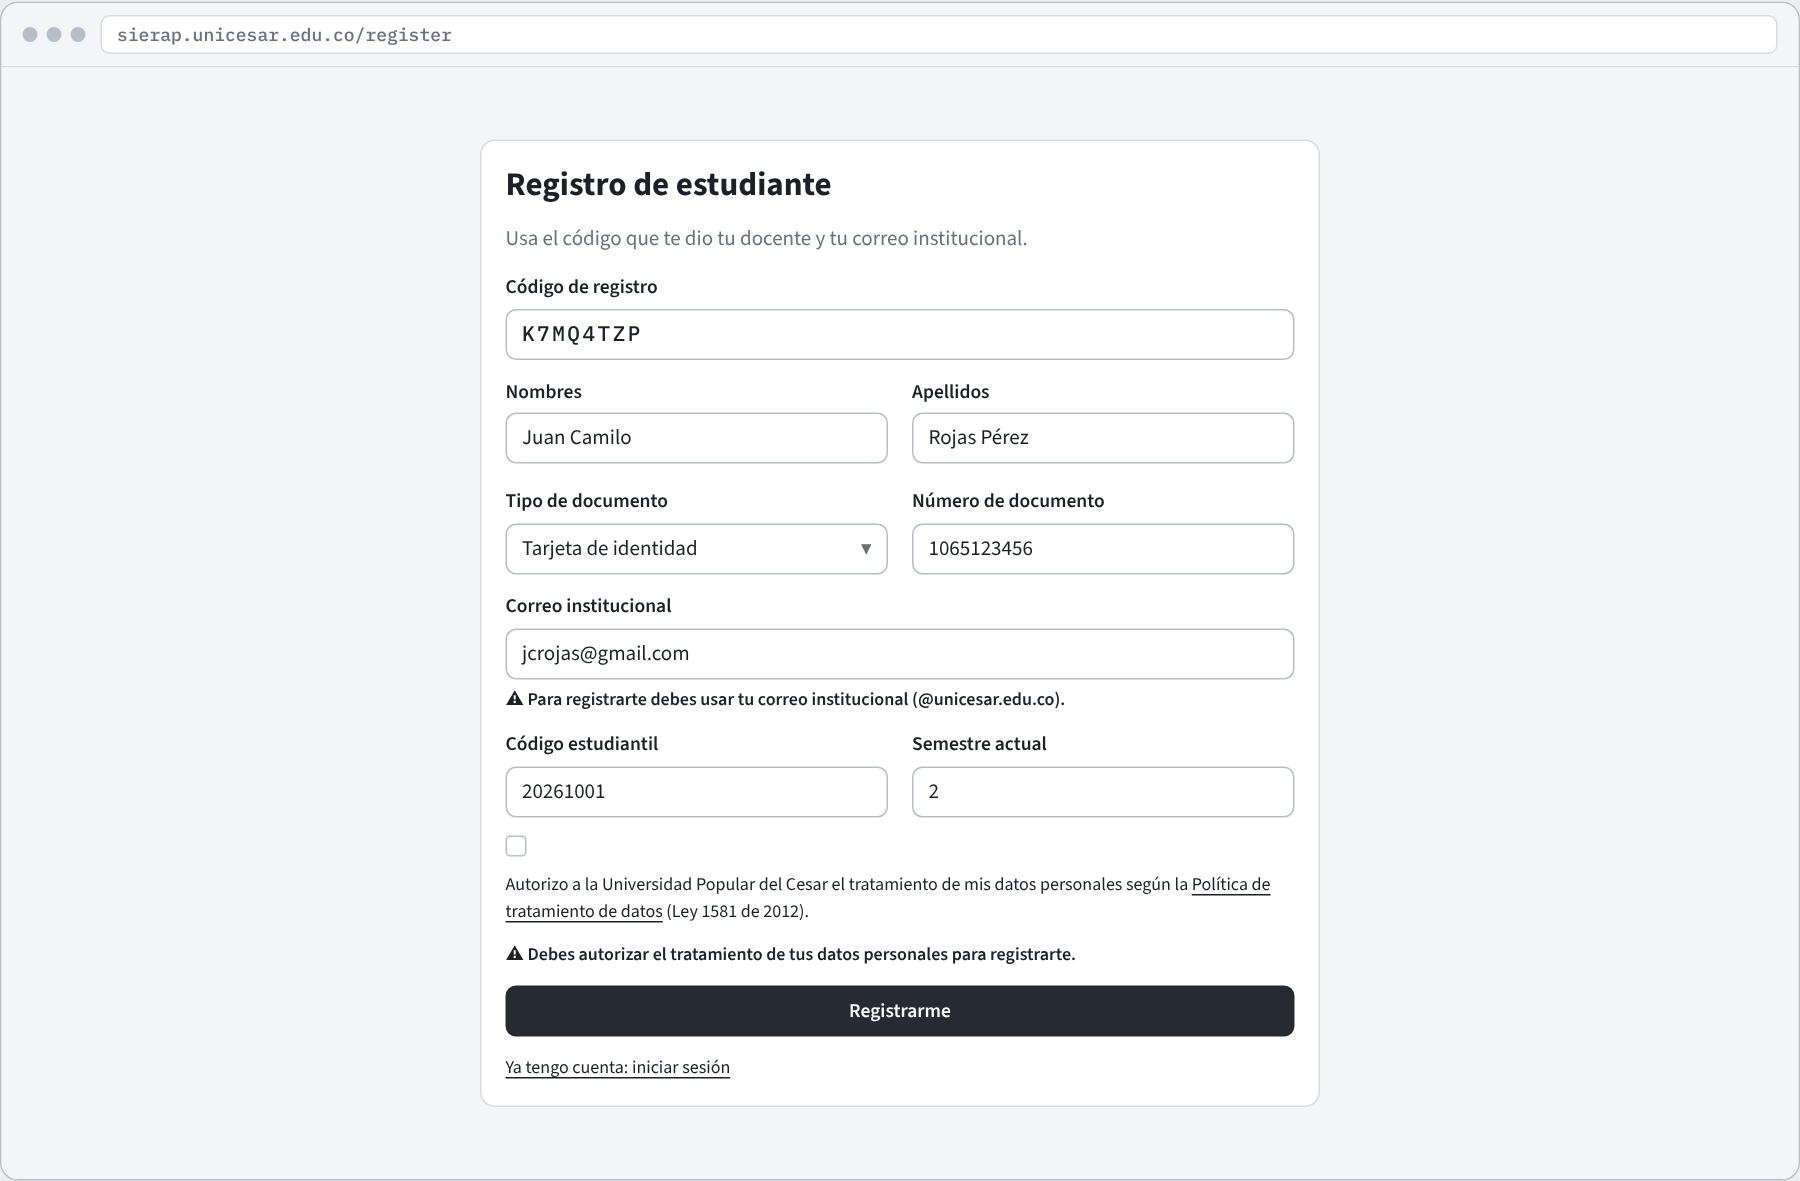 sierap.unicesar.edu.co/register
Registro de estudiante
Usa el código que te dio tu docente y tu correo institucional.
Código de registro
K7MQ4TZP
Nombres
Apellidos
Juan Camilo
Rojas Pérez
Tipo de documento
Número de documento
Tarjeta de identidad
1065123456
Correo institucional
jcrojas@gmail.com
⚠ Para registrarte debes usar tu correo institucional (@unicesar.edu.co).
Código estudiantil
Semestre actual
20261001
2
Autorizo a la Universidad Popular del Cesar el tratamiento de mis datos personales según la Política de
tratamiento de datos (Ley 1581 de 2012).
⚠ Debes autorizar el tratamiento de tus datos personales para registrarte.
Registrarme
Ya tengo cuenta: iniciar sesión